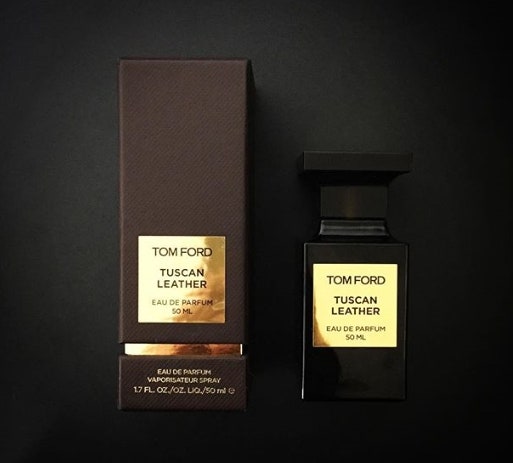 TOM FORD
TUSCAN
LEATHER
EAU DE PARFUM
50 ML
EAU DE PARFUM
VAPORISATEUR SPRAY
1.7 FL. OZ./OZ. LIQ./50 ml ℮
TOM FORD
TUSCAN
LEATHER
EAU DE PARFUM
50 ML